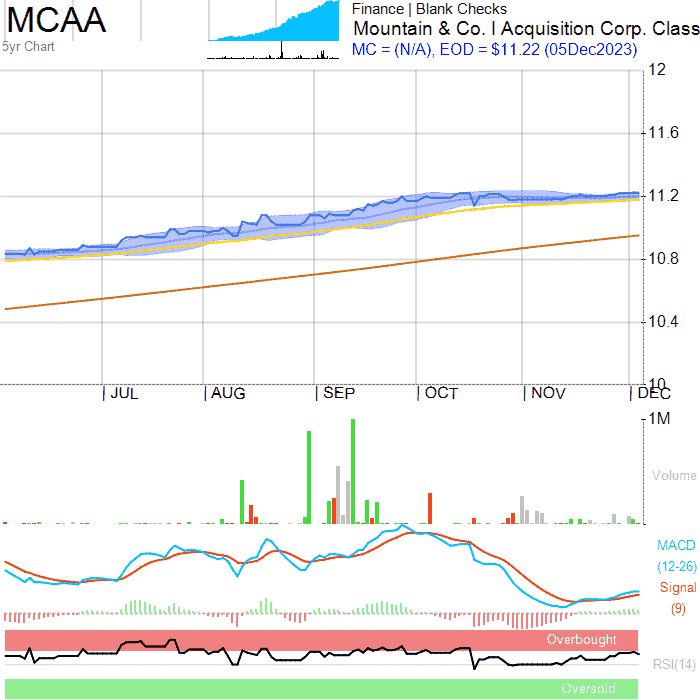 MCAA
5yr Chart
Finance | Blank Checks
Mountain & Co. I Acquisition Corp. Class
MC = (N/A), EOD = $11.22 (05Dec2023)
12
11.6
11.2
10.8
10.4
10
JUL AUG SEP OCT NOV DEC
1M
Volume
MACD
(12-26)
Signal
(9)
Overbought
RSI(14)
Oversold